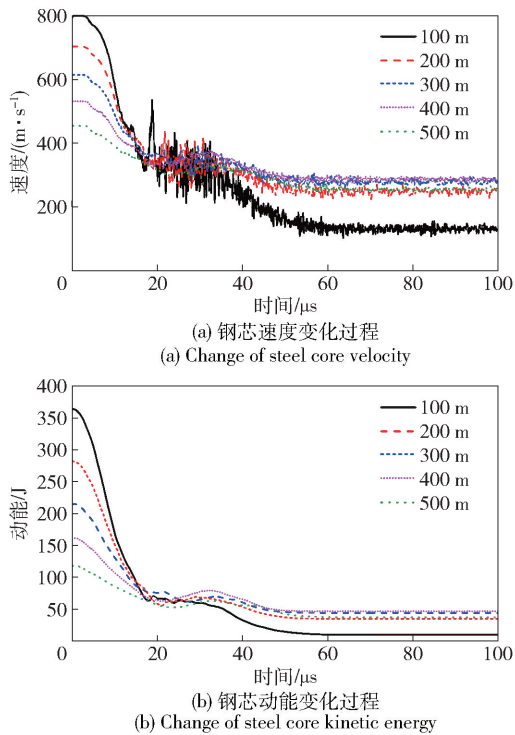 800
600
400
200
速度/(m·s⁻¹)
100 m
200 m
300 m
400 m
500 m
0 20 40 60 80 100
时间/μs
(a) 钢芯速度变化过程
(a) Change of steel core velocity
400
350
300
250
200
150
100
50
动能/J
100 m
200 m
300 m
400 m
500 m
0 20 40 60 80 100
时间/μs
(b) 钢芯动能变化过程
(b) Change of steel core kinetic energy